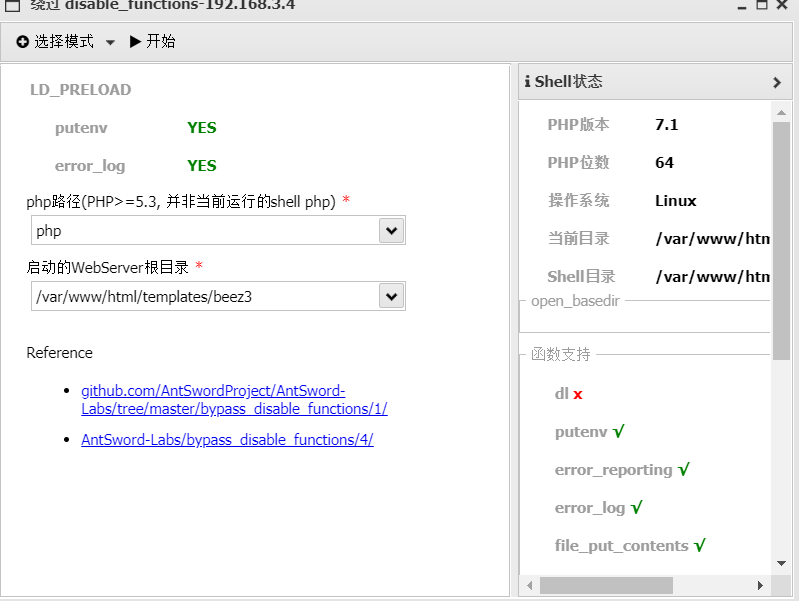 绕过 disable_functions-192.168.3.4
选择模式 开始
LD_PRELOAD
putenv YES
error_log YES
php路径(PHP>=5.3, 并非当前运行的shell php) *
php
启动的WebServer根目录 *
/var/www/html/templates/beez3
Reference
github.com/AntSwordProject/AntSword-
Labs/tree/master/bypass_disable_functions/1/
AntSword-Labs/bypass_disable_functions/4/
Shell状态
PHP版本 7.1
PHP位数 64
操作系统 Linux
当前目录 /var/www/htm
Shell目录 /var/www/htm
open_basedir
函数支持
dl x
putenv √
error_reporting √
error_log √
file_put_contents √